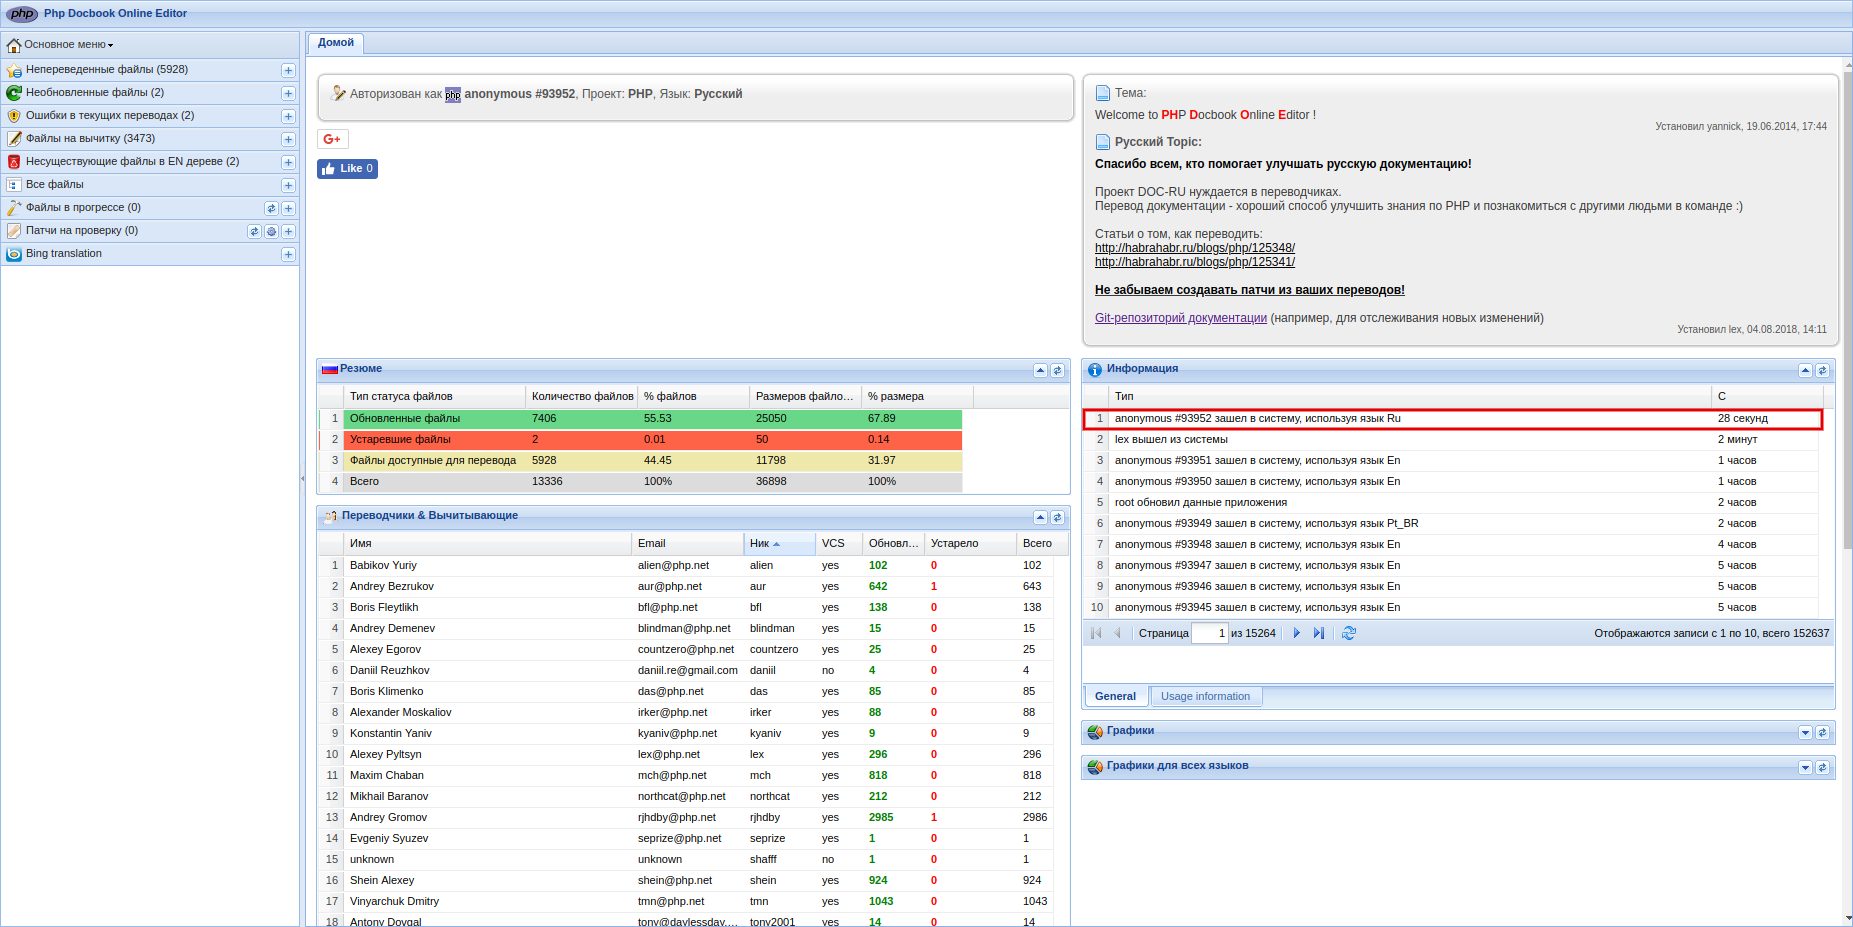 php Php Docbook Online Editor
Основное меню
Непереведенные файлы (5928)
Необновленные файлы (2)
Ошибки в текущих переводах (2)
Файлы на вычитку (3473)
Несуществующие файлы в EN дереве (2)
Все файлы
Файлы в прогрессе (0)
Патчи на проверку (0)
Bing translation
Домой
Авторизован как php anonymous #93952, Проект: PHP, Язык: Русский
G+
Like 0
Тема:
Welcome to PHP Docbook Online Editor !
Установил yannick, 19.06.2014, 17:44
Русский Topic:
Спасибо всем, кто помогает улучшать русскую документацию!
Проект DOC-RU нуждается в переводчиках.
Перевод документации - хороший способ улучшить знания по PHP и познакомиться с другими людьми в команде :)
Статьи о том, как переводить:
http://habrahabr.ru/blogs/php/125348/
http://habrahabr.ru/blogs/php/125341/
Не забываем создавать патчи из ваших переводов!
Git-репозиторий документации (например, для отслеживания новых изменений)
Установил lex, 04.08.2018, 14:11
Резюме
Тип статуса файлов Количество файлов % файлов Размеров файло... % размера
1 Обновленные файлы 7406 55.53 25050 67.89
2 Устаревшие файлы 2 0.01 50 0.14
3 Файлы доступные для перевода 5928 44.45 11798 31.97
4 Всего 13336 100% 36898 100%
Переводчики & Вычитывающие
Имя Email Ник VCS Обновл... Устарело Всего
1 Babikov Yuriy alien@php.net alien yes 102 0 102
2 Andrey Bezrukov aur@php.net aur yes 642 1 643
3 Boris Fleytlikh bfl@php.net bfl yes 138 0 138
4 Andrey Demenev blindman@php.net blindman yes 15 0 15
5 Alexey Egorov countzero@php.net countzero yes 25 0 25
6 Daniil Reuzhkov daniil.re@gmail.com daniil no 4 0 4
7 Boris Klimenko das@php.net das yes 85 0 85
8 Alexander Moskaliov irker@php.net irker yes 88 0 88
9 Konstantin Yaniv kyaniv@php.net kyaniv yes 9 0 9
10 Alexey Pyltsyn lex@php.net lex yes 296 0 296
11 Maxim Chaban mch@php.net mch yes 818 0 818
12 Mikhail Baranov northcat@php.net northcat yes 212 0 212
13 Andrey Gromov rjhdby@php.net rjhdby yes 2985 1 2986
14 Evgeniy Syuzev seprize@php.net seprize yes 1 0 1
15 unknown unknown shafff no 1 0 1
16 Shein Alexey shein@php.net shein yes 924 0 924
17 Vinyarchuk Dmitry tmn@php.net tmn yes 1043 0 1043
18 Antony Dovgal tony@daylessday.... tony2001 yes 14 0 14
Информация
Тип С
1 anonymous #93952 зашел в систему, используя язык Ru 28 секунд
2 lex вышел из системы 2 минут
3 anonymous #93951 зашел в систему, используя язык En 1 часов
4 anonymous #93950 зашел в систему, используя язык En 1 часов
5 root обновил данные приложения 2 часов
6 anonymous #93949 зашел в систему, используя язык Pt_BR 2 часов
7 anonymous #93948 зашел в систему, используя язык En 4 часов
8 anonymous #93947 зашел в систему, используя язык En 5 часов
9 anonymous #93946 зашел в систему, используя язык En 5 часов
10 anonymous #93945 зашел в систему, используя язык En 5 часов
Страница 1 из 15264 Отображаются записи с 1 по 10, всего 152637
General Usage information
Графики
Графики для всех языков